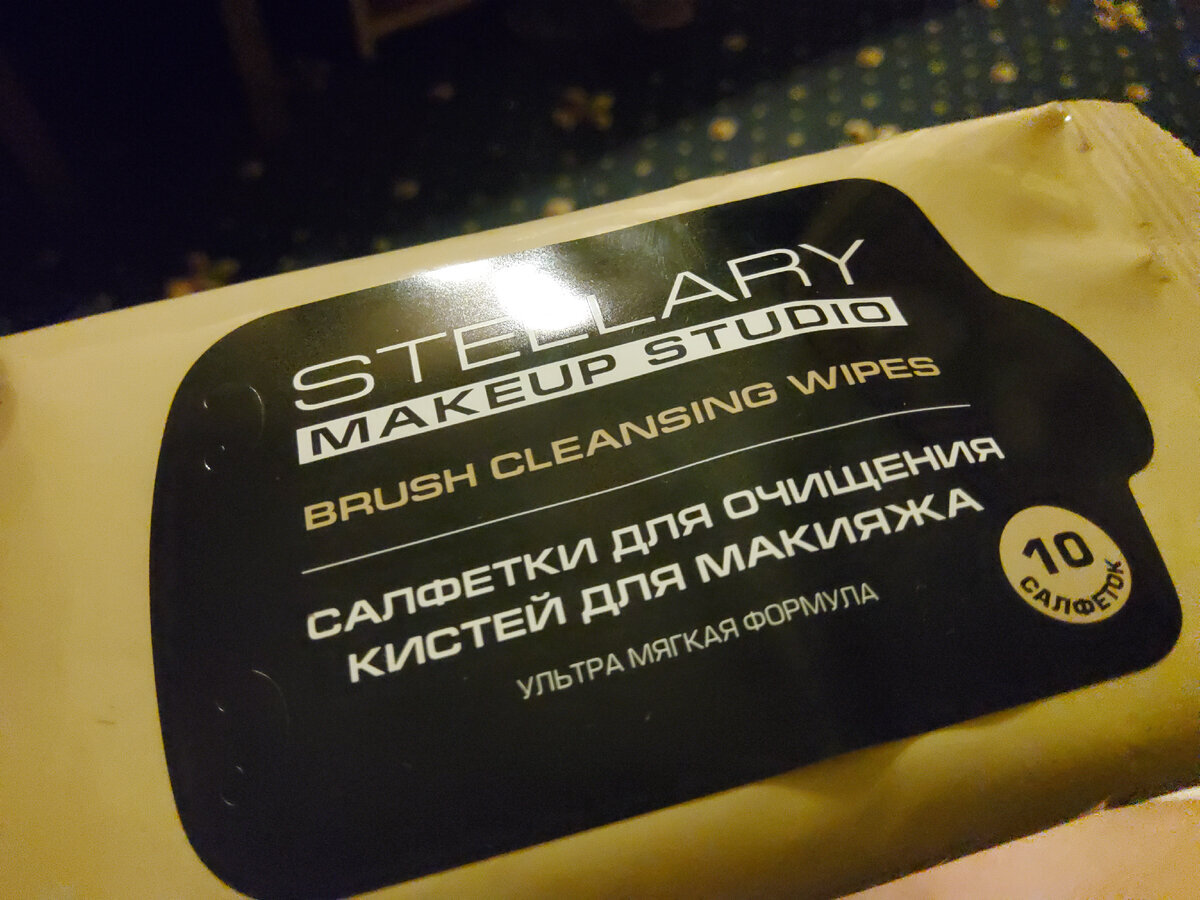 STELLARY
MAKEUP STUDIO
BRUSH CLEANSING WIPES
САЛФЕТКИ ДЛЯ ОЧИЩЕНИЯ
КИСТЕЙ ДЛЯ МАКИЯЖА
УЛЬТРА МЯГКАЯ ФОРМУЛА
10
САЛФЕТОК